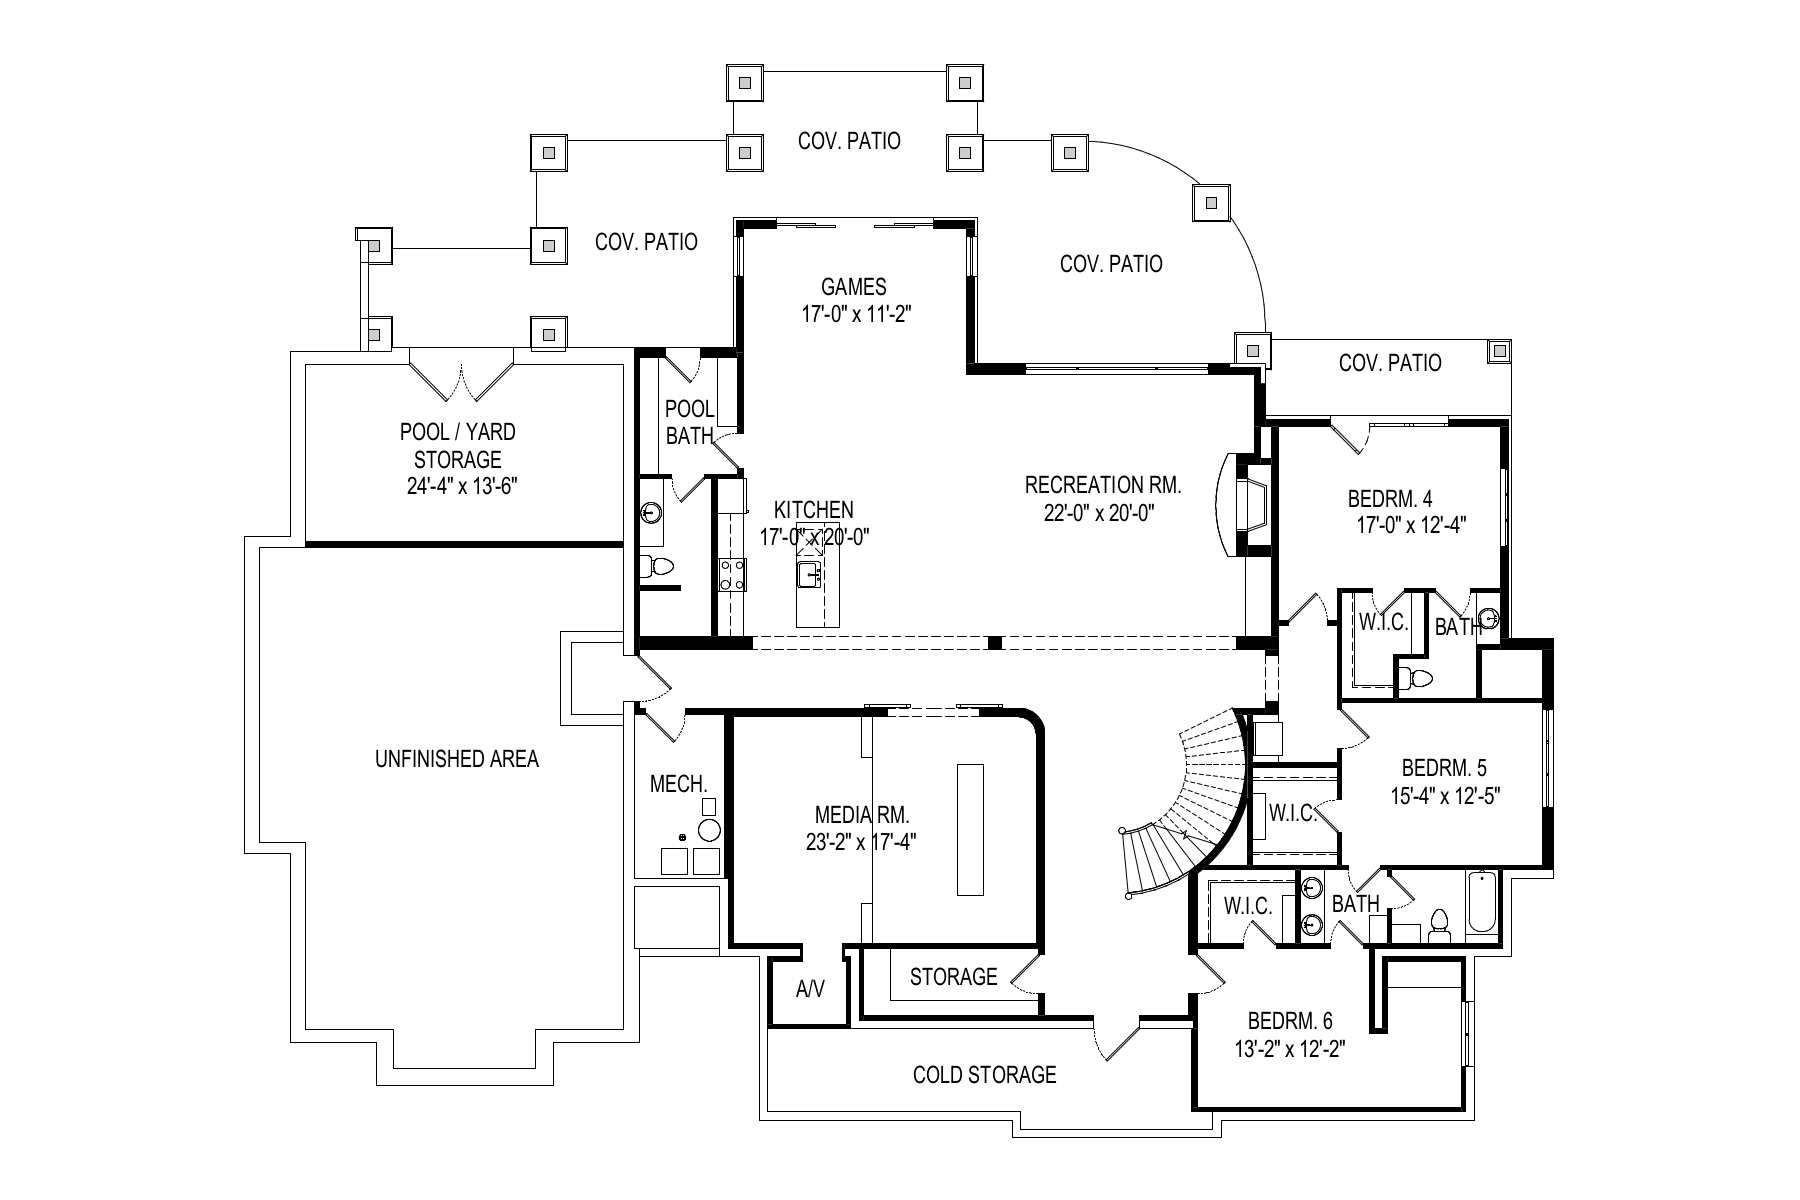 COV. PATIO
COV. PATIO
COV. PATIO
COV. PATIO
GAMES
17'-0" x 11'-2"
POOL / YARD
STORAGE
24'-4" x 13'-6"
POOL
BATH
KITCHEN
17'-0" x 20'-0"
RECREATION RM.
22'-0" x 20'-0"
BEDRM. 4
17'-0" x 12'-4"
W.I.C.
BATH
UNFINISHED AREA
MECH.
MEDIA RM.
23'-2" x 17'-4"
BEDRM. 5
15'-4" x 12'-5"
W.I.C.
W.I.C.
BATH
STORAGE
A/V
BEDRM. 6
13'-2" x 12'-2"
COLD STORAGE